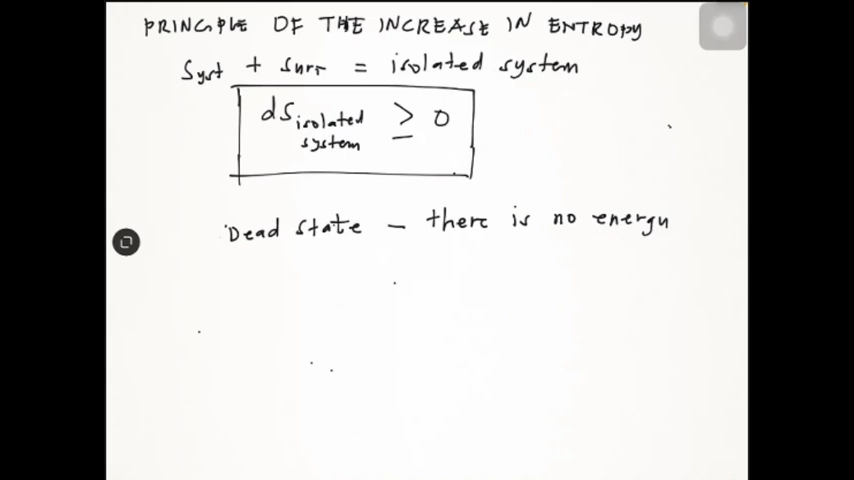 PRINCIPLE OF THE INCREASE IN ENTROPY
Syst + surr = isolated system
dS isolated system ≥ 0
Dead state – there is no energy